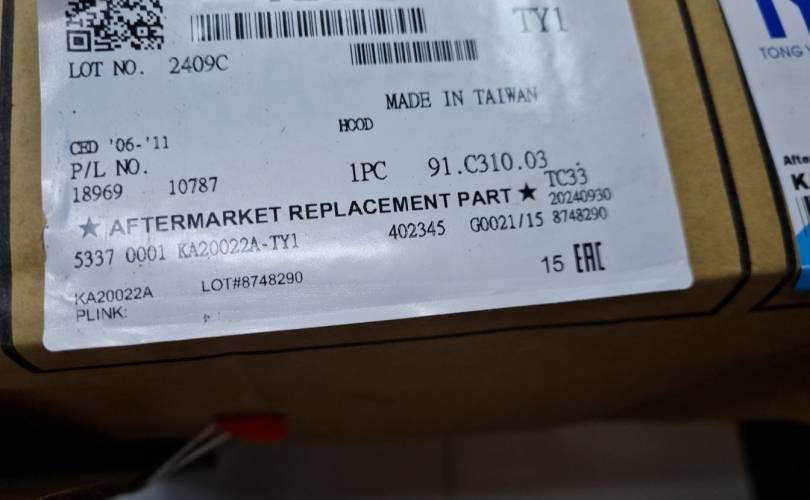 TY1
LOT NO. 2409C
MADE IN TAIWAN
HOOD
CED '06-'11
P/L NO.
18969 10787
1PC 91.C310.03
TC33
★ AFTERMARKET REPLACEMENT PART ★ 20240930
5337 0001 KA20022A-TY1 402345 G0021/15 8748290
KA20022A LOT#8748290
15 EAC
PLINK:
TONG
Afte
K